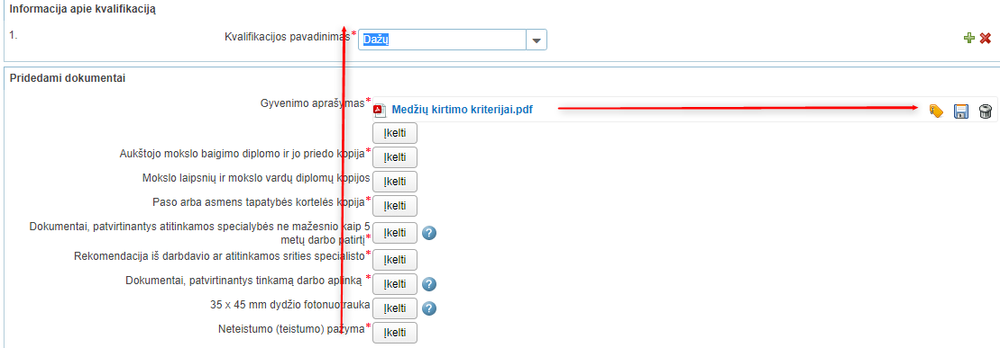 Informacija apie kvalifikaciją
1.
Kvalifikacijos pavadinimas*
Dažų
Pridedami dokumentai
Gyvenimo aprašymas*
Medžių kirtimo kriterijai.pdf
Įkelti
Aukštojo mokslo baigimo diplomo ir jo priedo kopija*
Įkelti
Mokslo laipsnių ir mokslo vardų diplomų kopijos
Įkelti
Paso arba asmens tapatybės kortelės kopija*
Įkelti
Dokumentai, patvirtinantys atitinkamos specialybės ne mažesnio kaip 5
metų darbo patirtį*
Įkelti
?
Rekomendacija iš darbdavio ar atitinkamos srities specialisto*
Įkelti
Dokumentai, patvirtinantys tinkamą darbo aplinką *
Įkelti
?
35 x 45 mm dydžio fotonuotrauka
Įkelti
?
Neteistumo (teistumo) pažyma*
Įkelti